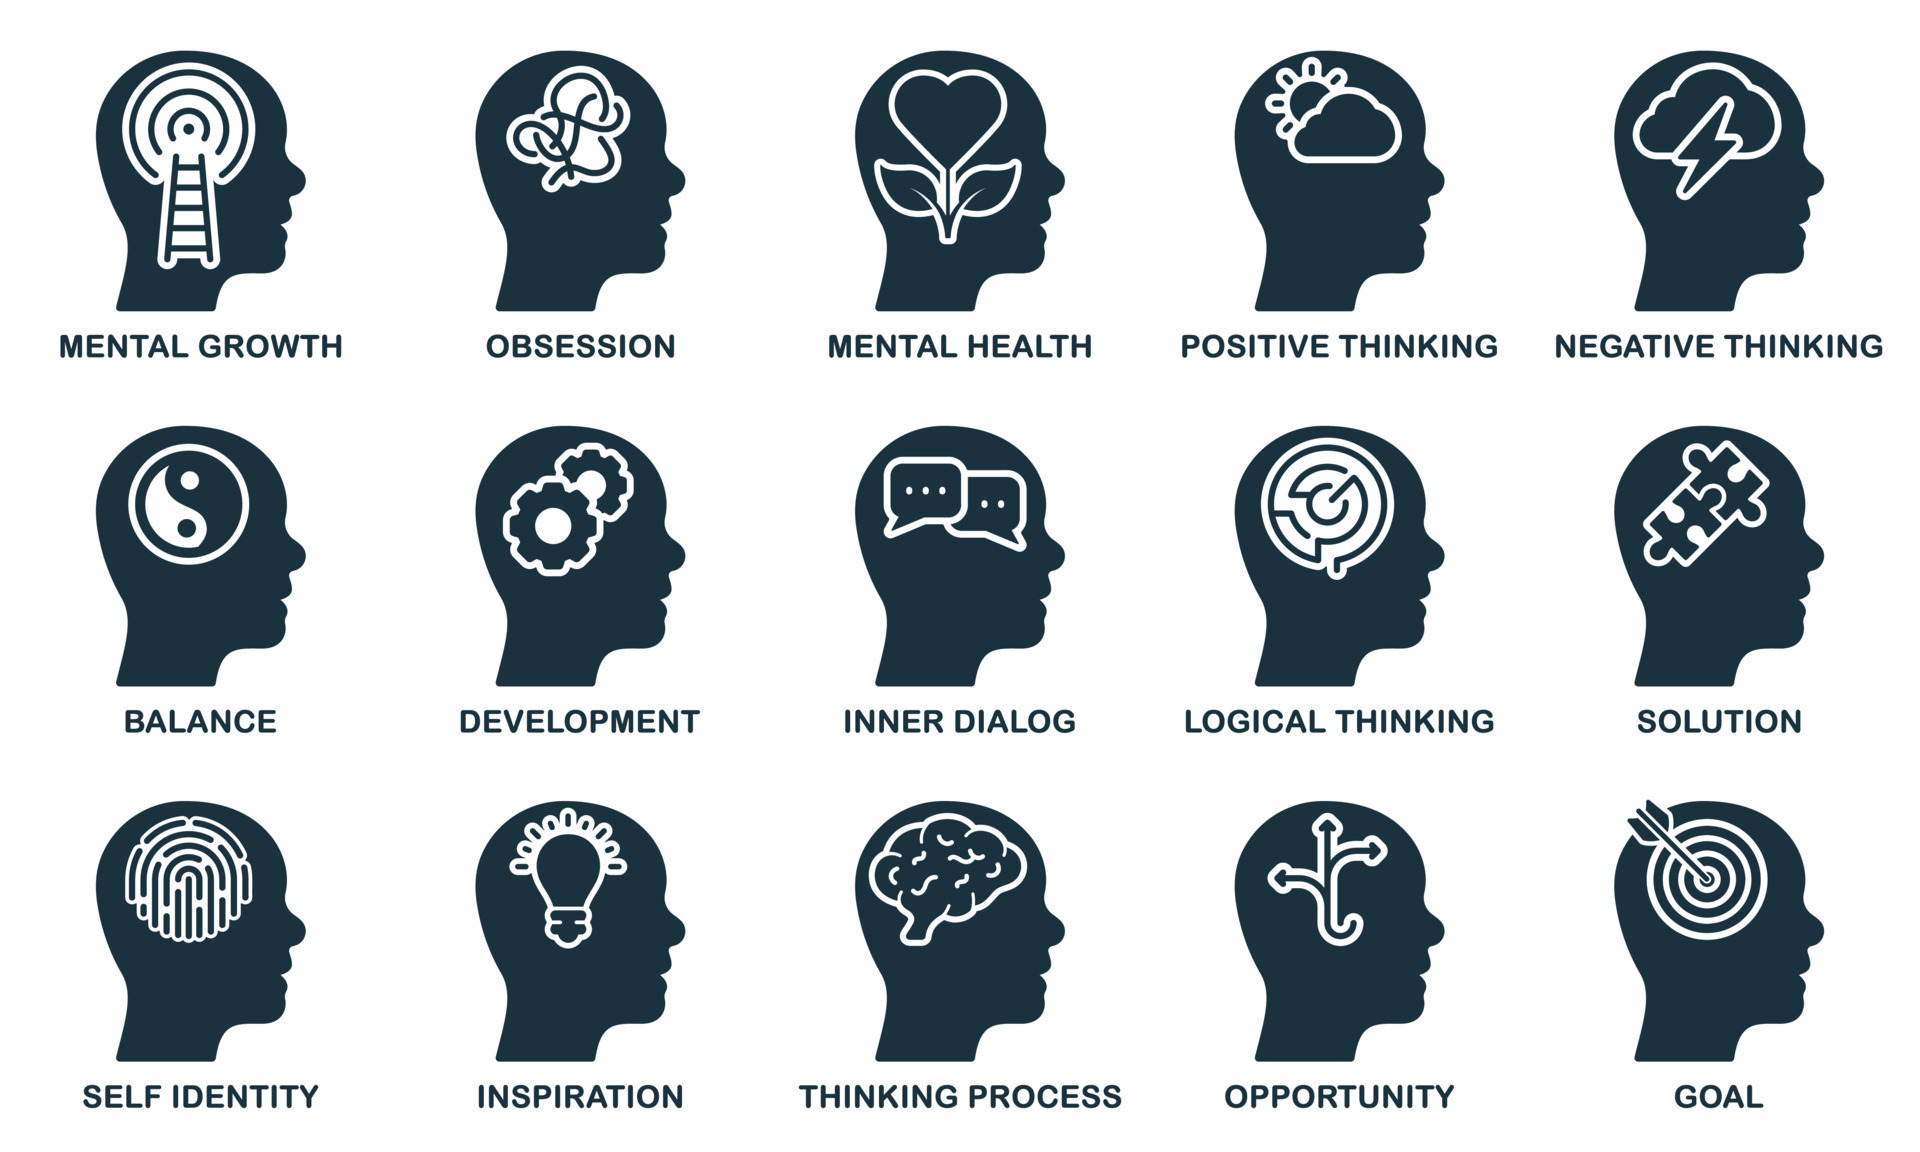 MENTAL GROWTH
OBSESSION
MENTAL HEALTH
POSITIVE THINKING
NEGATIVE THINKING
BALANCE
DEVELOPMENT
INNER DIALOG
LOGICAL THINKING
SOLUTION
SELF IDENTITY
INSPIRATION
THINKING PROCESS
OPPORTUNITY
GOAL